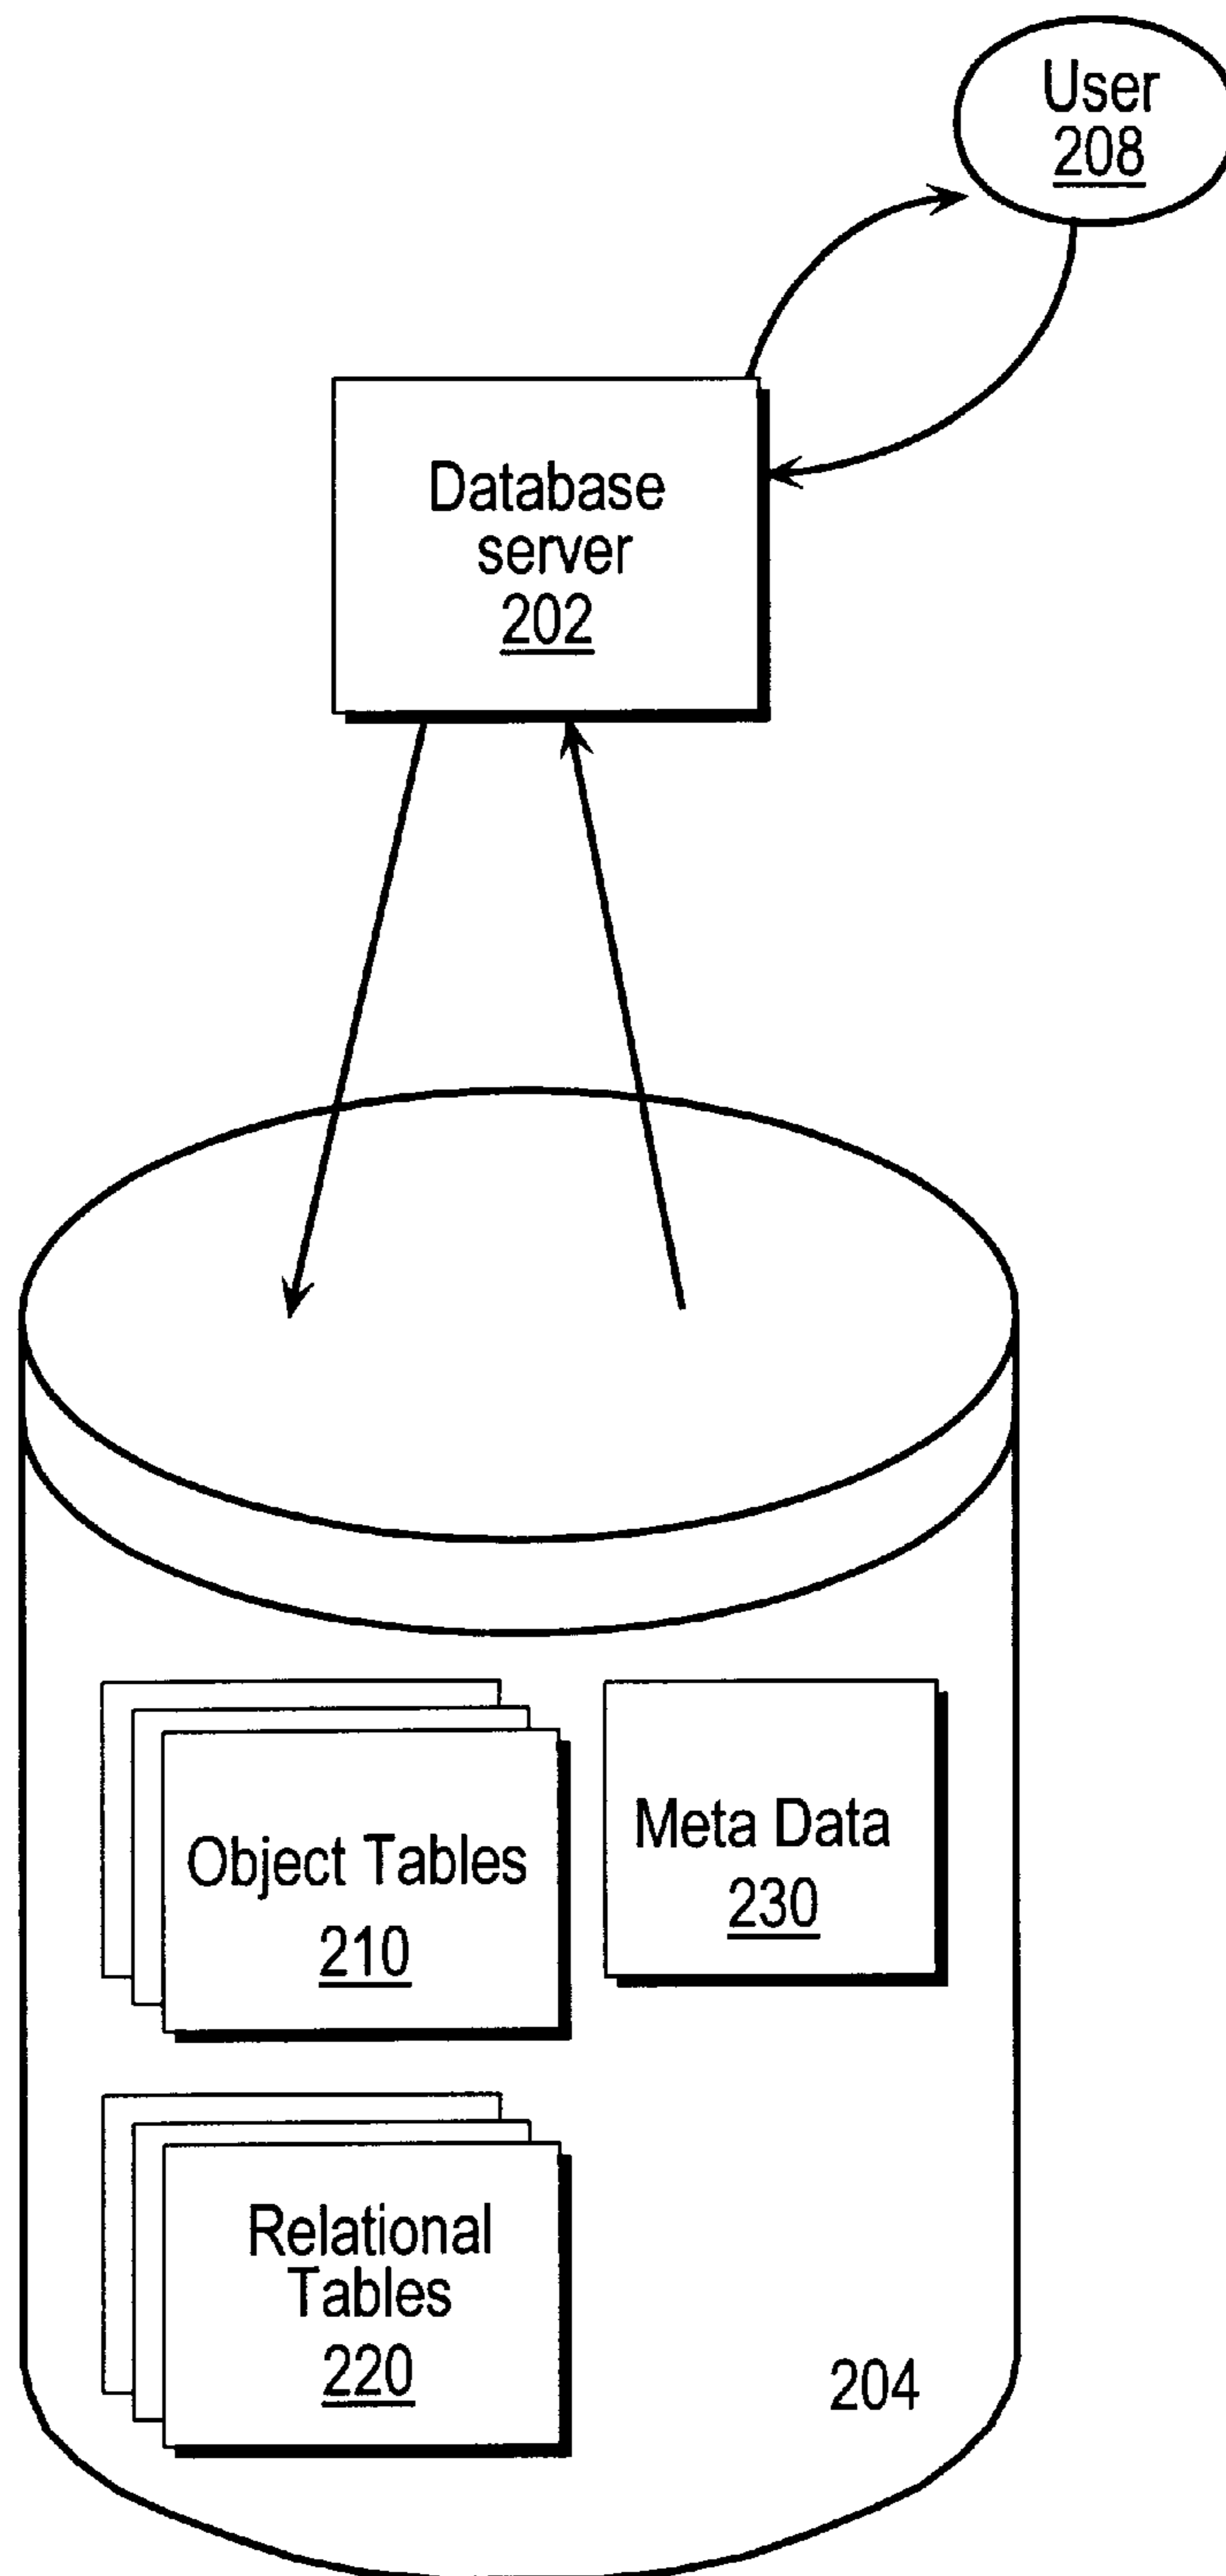 User
208
Database
server
202
Object Tables
210
Meta Data
230
Relational
Tables
220
204